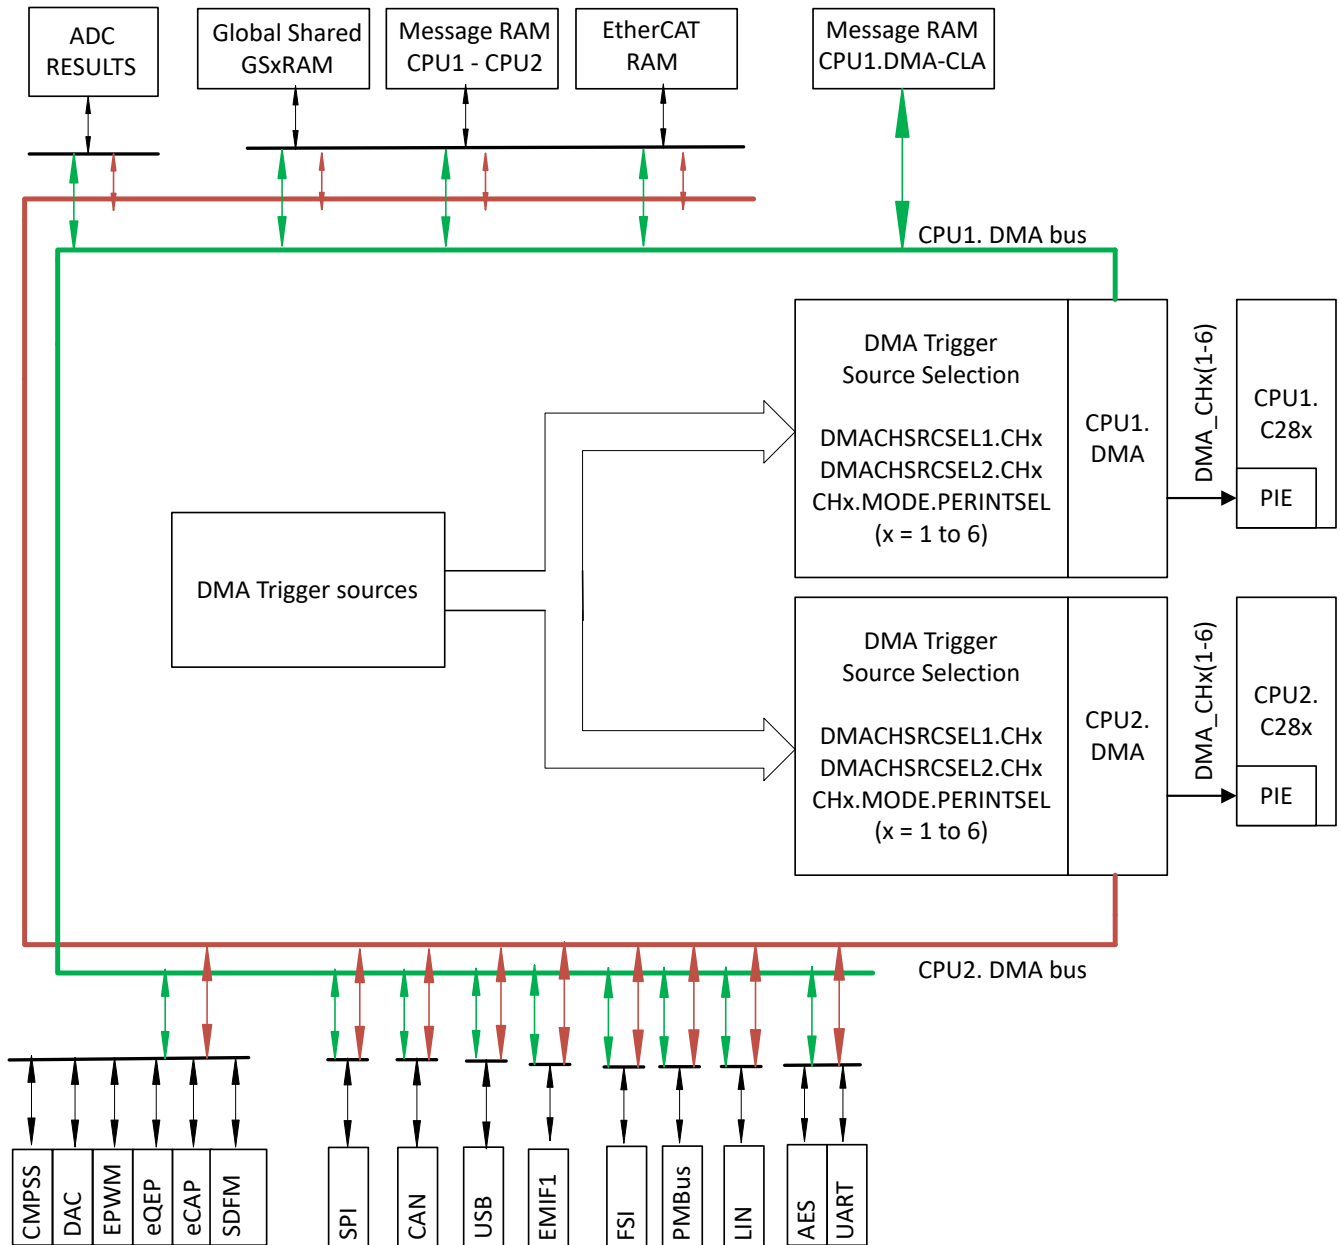 ADC
RESULTS
Global Shared
GSxRAM
Message RAM
CPU1 - CPU2
EtherCAT
RAM
Message RAM
CPU1.DMA-CLA
CPU1. DMA bus
DMA Trigger
Source Selection
DMACHSRCSEL1.CHx
DMACHSRCSEL2.CHx
CHx.MODE.PERINTSEL
(x = 1 to 6)
CPU1.
DMA
DMA_CHx(1-6)
CPU1.
C28x
PIE
DMA Trigger sources
DMA Trigger
Source Selection
DMACHSRCSEL1.CHx
DMACHSRCSEL2.CHx
CHx.MODE.PERINTSEL
(x = 1 to 6)
CPU2.
DMA
DMA_CHx(1-6)
CPU2.
C28x
PIE
CPU2. DMA bus
CMPSS
DAC
EPWM
eQEP
eCAP
SDFM
SPI
CAN
USB
EMIF1
FSI
PMBus
LIN
AES
UART